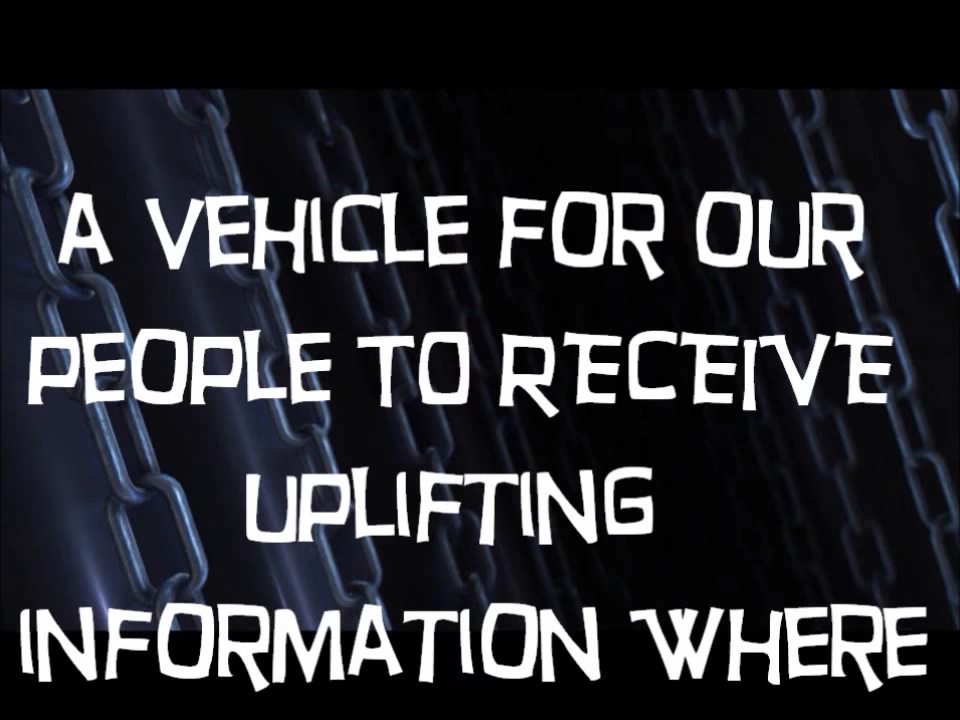 A VEHICLE FOR OUR
PEOPLE TO RECEIVE
UPLIFTING
INFORMATION WHERE